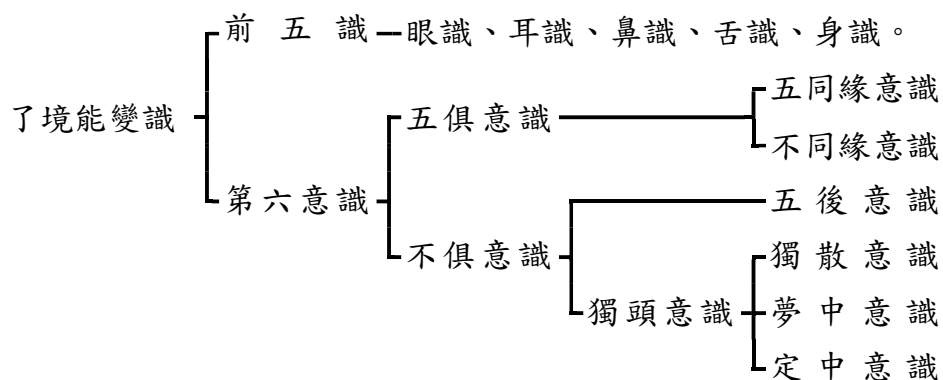 前五識 眼識、耳識、鼻識、舌識、身識。
五同緣意識
了境能變識 五俱意識
不同緣意識
第六意識 五後意識
不俱意識 獨散意識
獨頭意識 夢中意識
定中意識